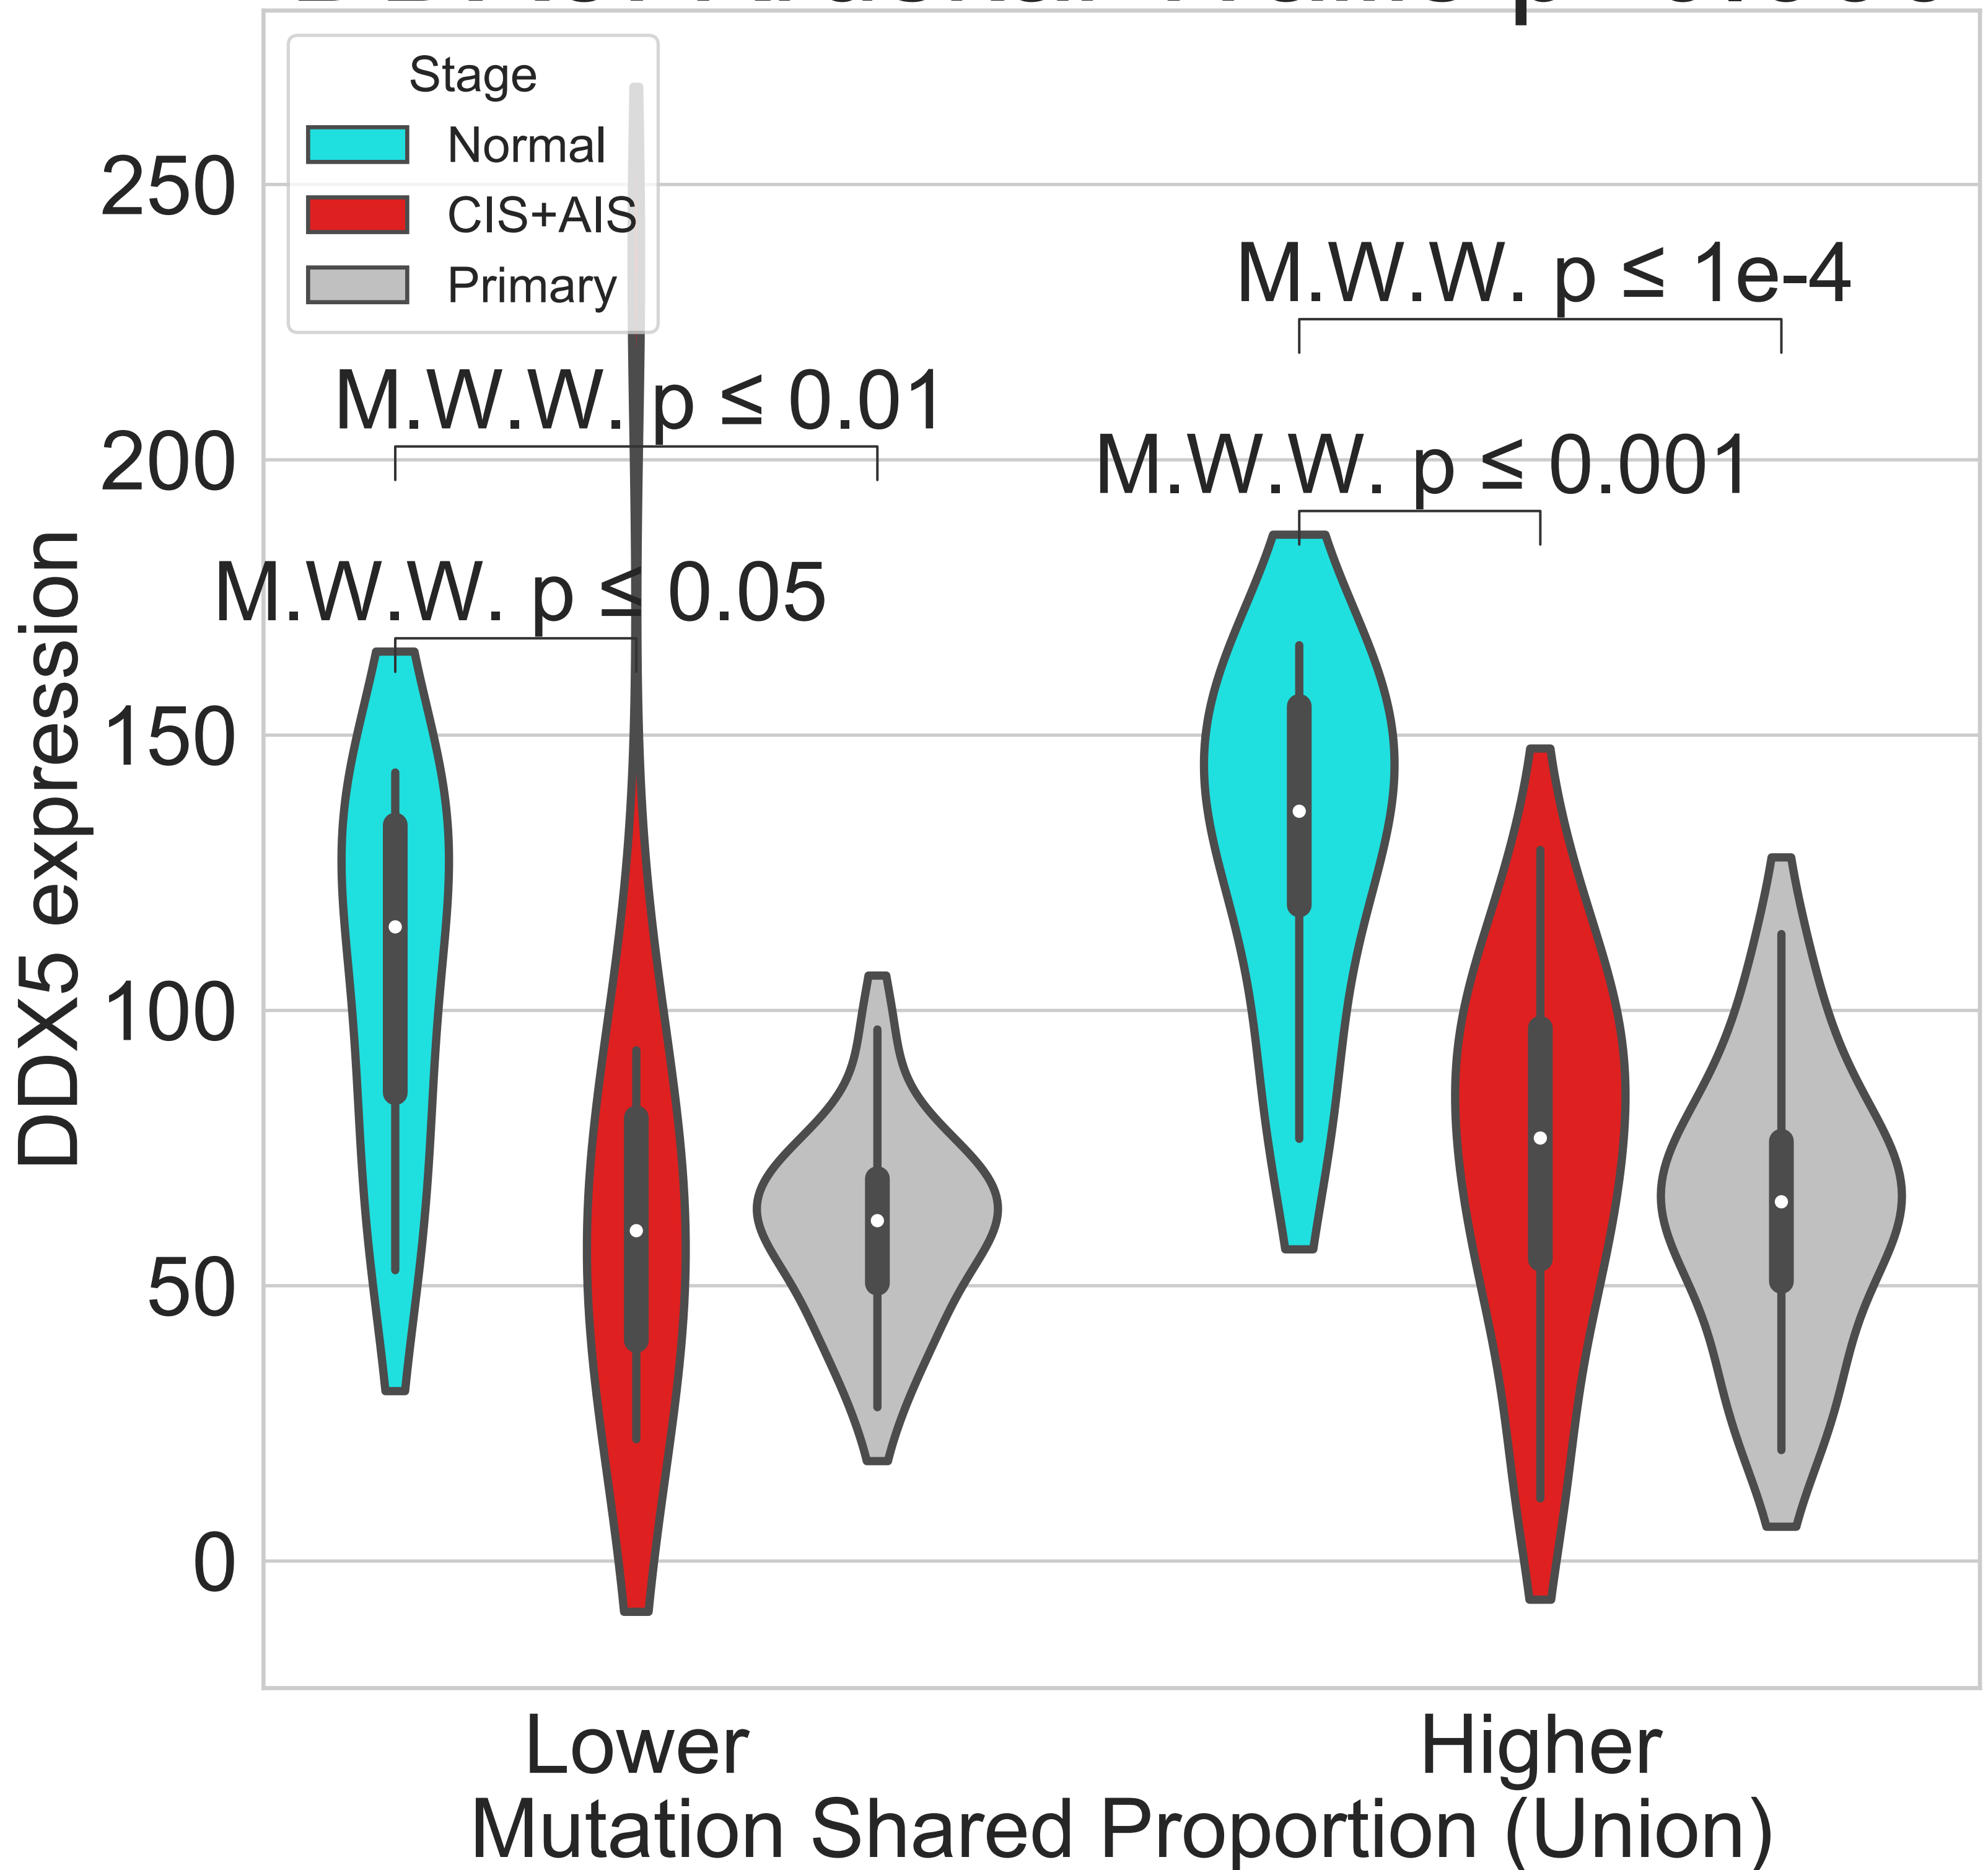 Stage
Normal
CIS+AIS
Primary
250
200
150
100
50
0
DDX5 expression
M.W.W. p ≤ 1e-4
M.W.W. p ≤ 0.01
M.W.W. p ≤ 0.001
M.W.W. p ≤ 0.05
Lower
Higher
Mutation Shared Proportion (Union)